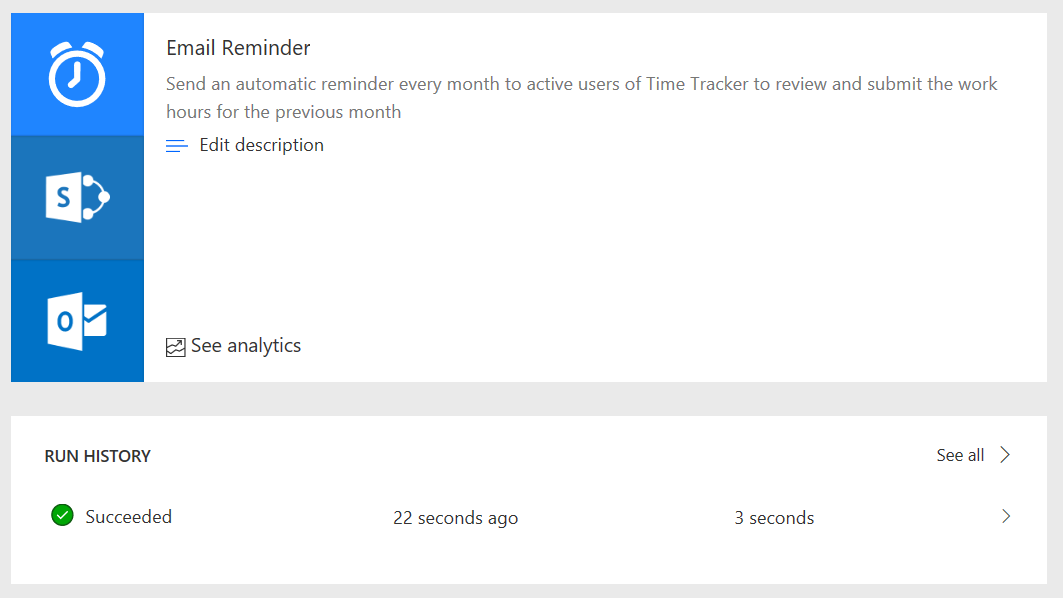 Email Reminder
Send an automatic reminder every month to active users of Time Tracker to review and submit the work
hours for the previous month
Edit description
S
O
See analytics
RUN HISTORY
See all
Succeeded 22 seconds ago 3 seconds